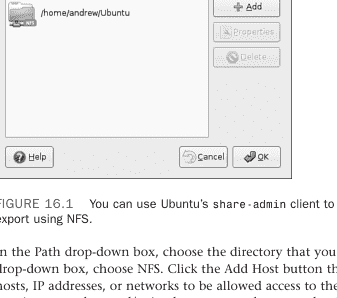 Add
/home/andrew/Ubuntu
NFS
Properties
Delete
Help
Cancel
OK
FIGURE 16.1 You can use Ubuntu's share-admin client to
export using NFS.
n the Path drop-down box, choose the directory that you
drop-down box, choose NFS. Click the Add Host button th
hosts, IP addresses, or networks to be allowed access to the